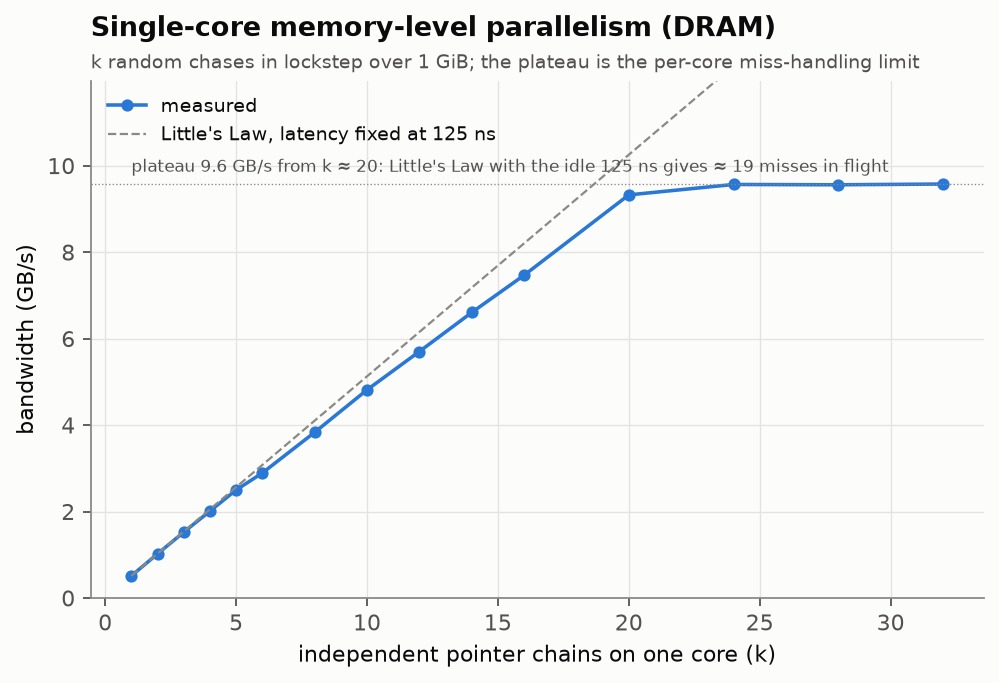 Single-core memory-level parallelism (DRAM)
k random chases in lockstep over 1 GiB; the plateau is the per-core miss-handling limit
measured
Little's Law, latency fixed at 125 ns
plateau 9.6 GB/s from k ≈ 20: Little's Law with the idle 125 ns gives ≈ 19 misses in flight
bandwidth (GB/s)
10
8
6
4
2
0
0 5 10 15 20 25 30
independent pointer chains on one core (k)